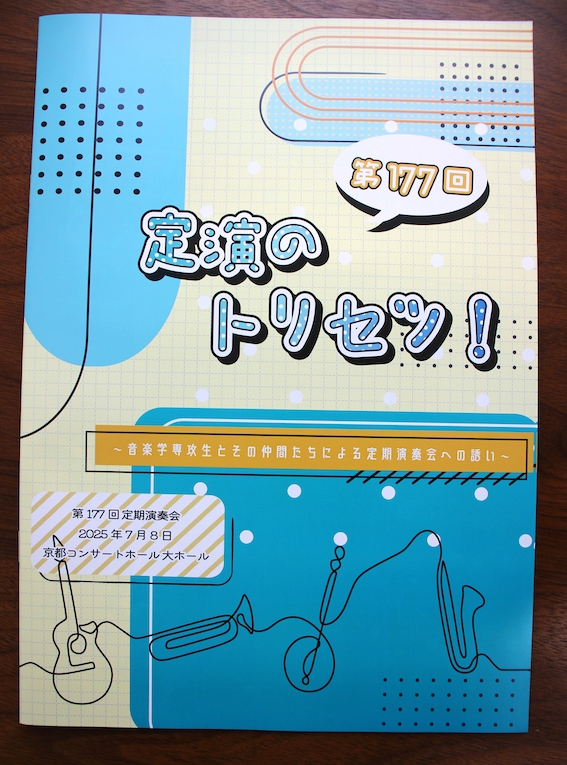 第177回
定演の
トリセツ!
～音楽学専攻生とその仲間たちによる定期演奏会への誘い～
第177回定期演奏会
2025年7月8日
京都コンサートホール大ホール